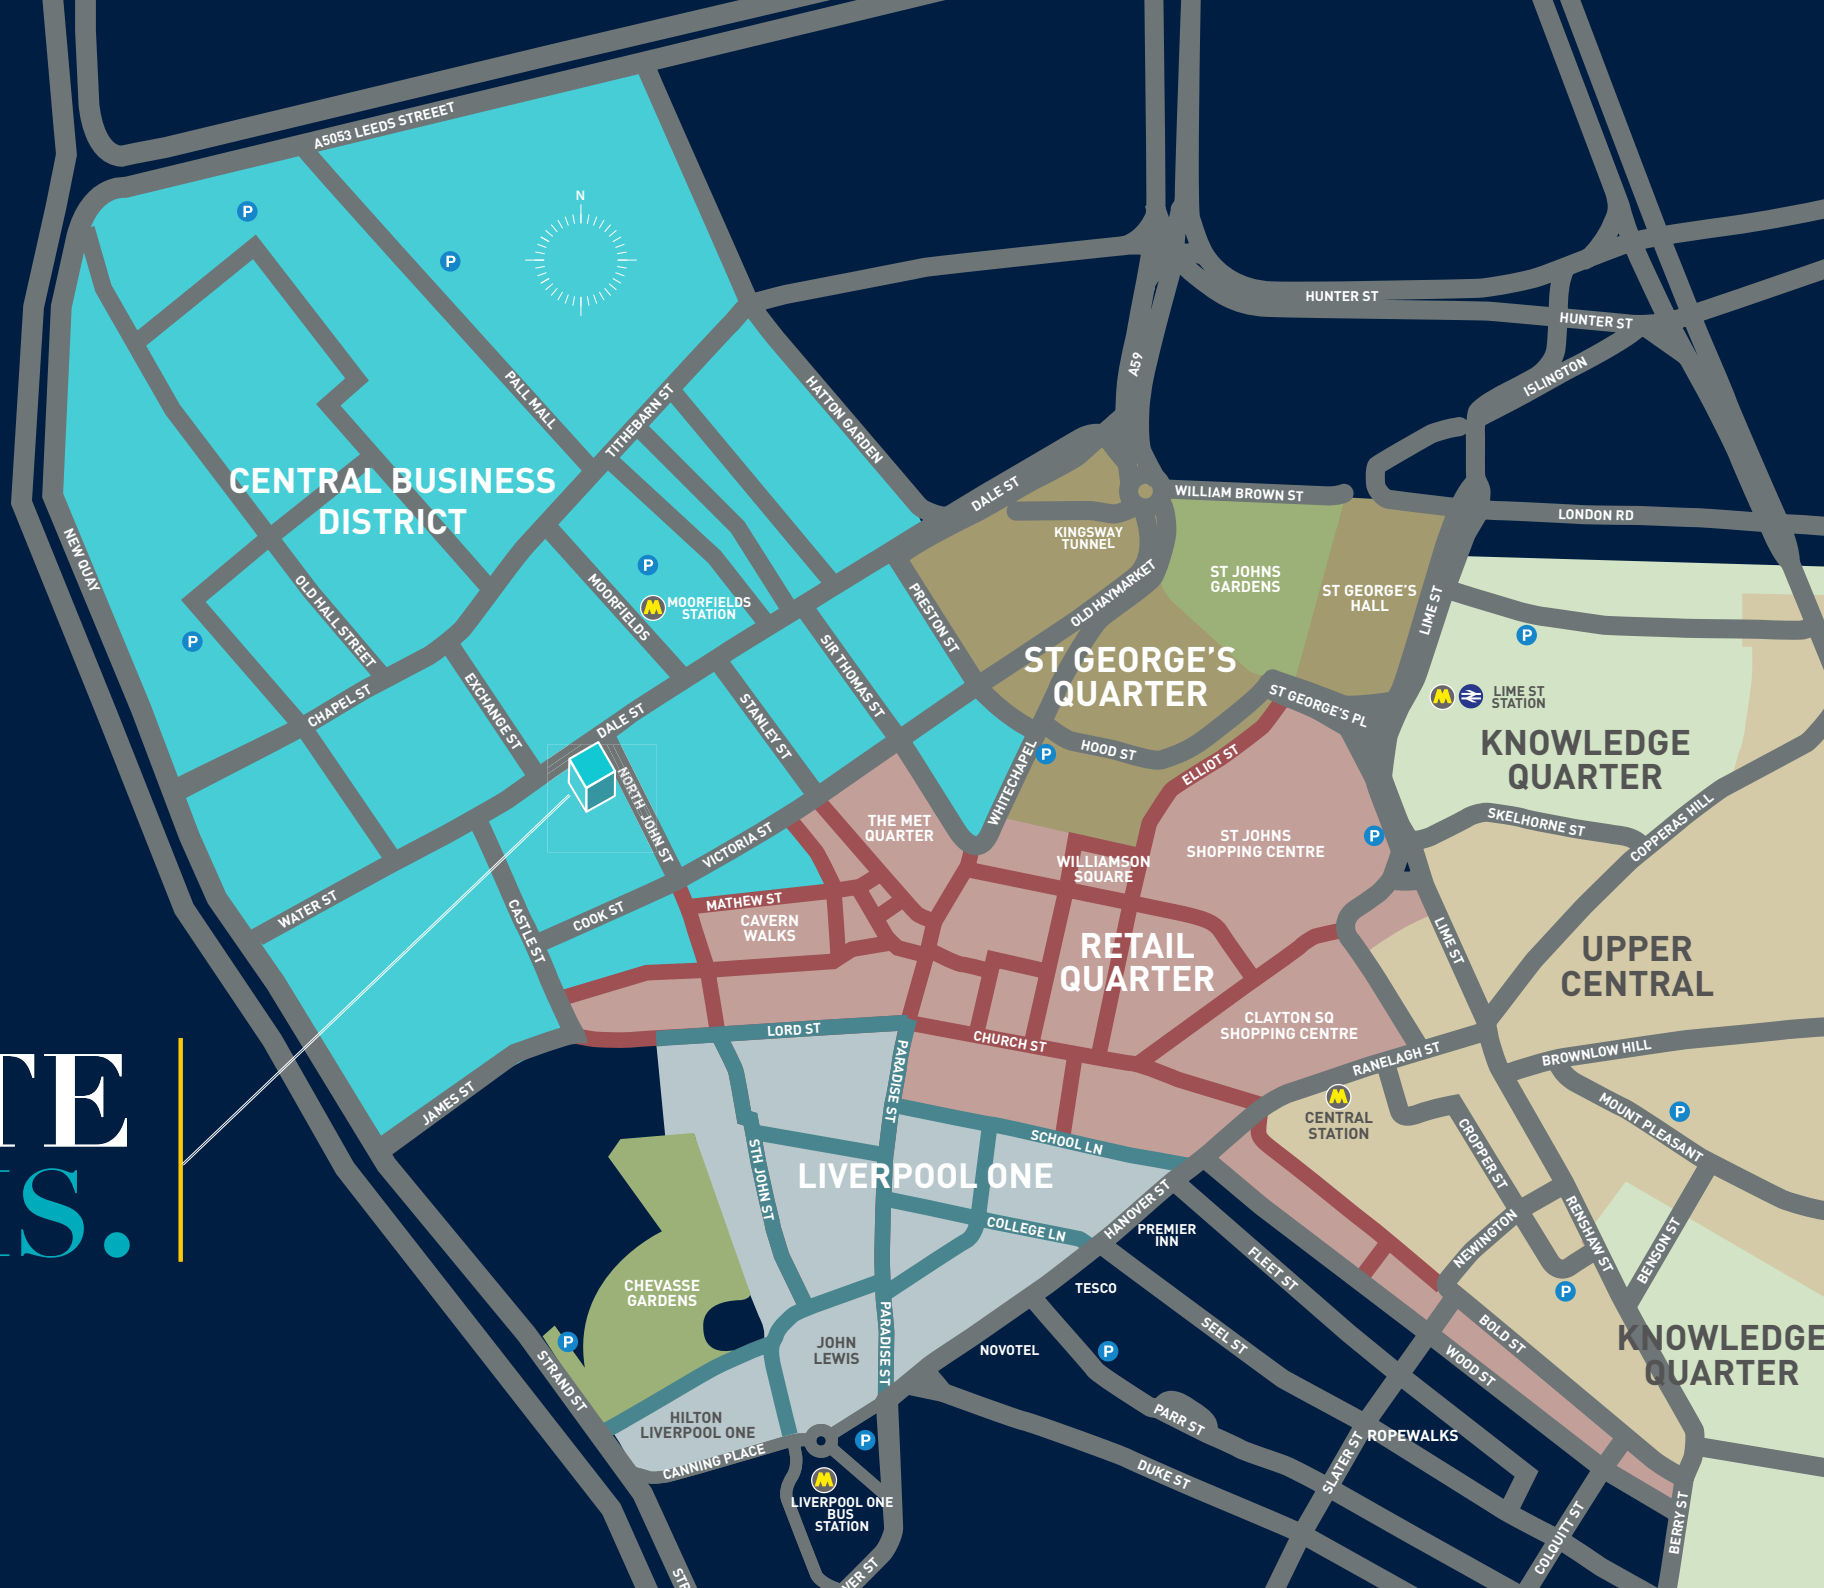 A5053 LEEDS STREEET
N
P
P
HUNTER ST
HUNTER ST
A59
ISLINGTON
PALL MALL
TITHEBARN ST
HATTON GARDEN
CENTRAL BUSINESS
DISTRICT
DALE ST
WILLIAM BROWN ST
LONDON RD
KINGSWAY
TUNNEL
NEW QUAY
OLD HALL STREET
MOORFIELDS
P
M
MOORFIELDS
STATION
P
PRESTON ST
OLD HAYMARKET
ST JOHNS
GARDENS
ST GEORGE'S
HALL
LIME ST
P
ST GEORGE'S
QUARTER
SIR THOMAS ST
CHAPEL ST
EXCHANGE ST
DALE ST
STANLEY ST
ST GEORGE'S PL
M
LIME ST
STATION
KNOWLEDGE
QUARTER
HOOD ST
P
WHITECHAPEL
ELLIOT ST
NORTH JOHN ST
VICTORIA ST
THE MET
QUARTER
WILLIAMSON
SQUARE
ST JOHNS
SHOPPING CENTRE
P
SKELHORNE ST
COPPERAS HILL
WATER ST
CASTLE ST
COOK ST
MATHEW ST
CAVERN
WALKS
RETAIL
QUARTER
LIME ST
UPPER
CENTRAL
LORD ST
CHURCH ST
CLAYTON SQ
SHOPPING CENTRE
RANELAGH ST
BROWNLOW HILL
JAMES ST
PARADISE ST
SCHOOL LN
M
CENTRAL
STATION
MOUNT PLEASANT
P
CROPPER ST
TE
S.
STH JOHN ST
LIVERPOOL ONE
COLLEGE LN
HANOVER ST
PREMIER
INN
NEWINGTON
RENSHAW ST
BENSON ST
CHEVASSE
GARDENS
TESCO
FLEET ST
P
P
STRAND ST
PARADISE ST
JOHN
LEWIS
NOVOTEL
P
SEEL ST
BOLD ST
WOOD ST
KNOWLEDGE
QUARTER
HILTON
LIVERPOOL ONE
CANNING PLACE
P
PARR ST
ROPEWALKS
SLATER ST
DUKE ST
M
LIVERPOOL ONE
BUS
STATION
COLQUITT ST
BERRY ST
STR
VER ST